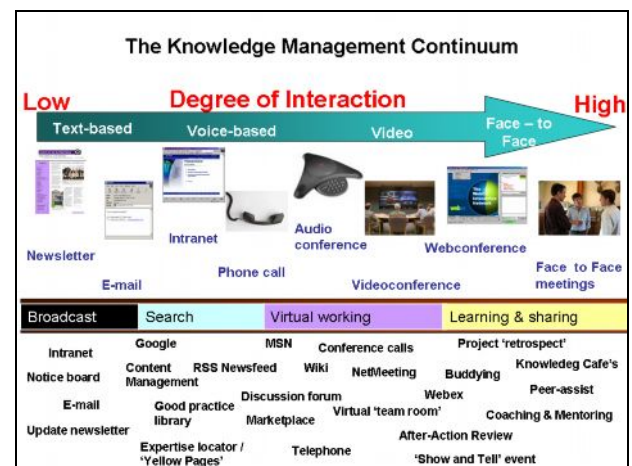 The Knowledge Management Continuum
Low
Degree of Interaction
High
Text-based
Voice-based
Video
Face – to
Face
Newsletter
E-mail
Intranet
Phone call
Audio
conference
Videoconference
Webconference
Face to Face
meetings
Broadcast
Search
Virtual working
Learning & sharing
Intranet
Notice board
E-mail
Update newsletter
Google
Content
Management
RSS Newsfeed
Good practice
library
Expertise locator /
‘Yellow Pages’
MSN
Conference calls
Wiki
NetMeeting
Discussion forum
Marketplace
Virtual ‘team room’
Telephone
Webex
Project ‘retrospect’
Buddying
Knowledeg Cafe’s
Peer-assist
Coaching & Mentoring
After-Action Review
‘Show and Tell’ event